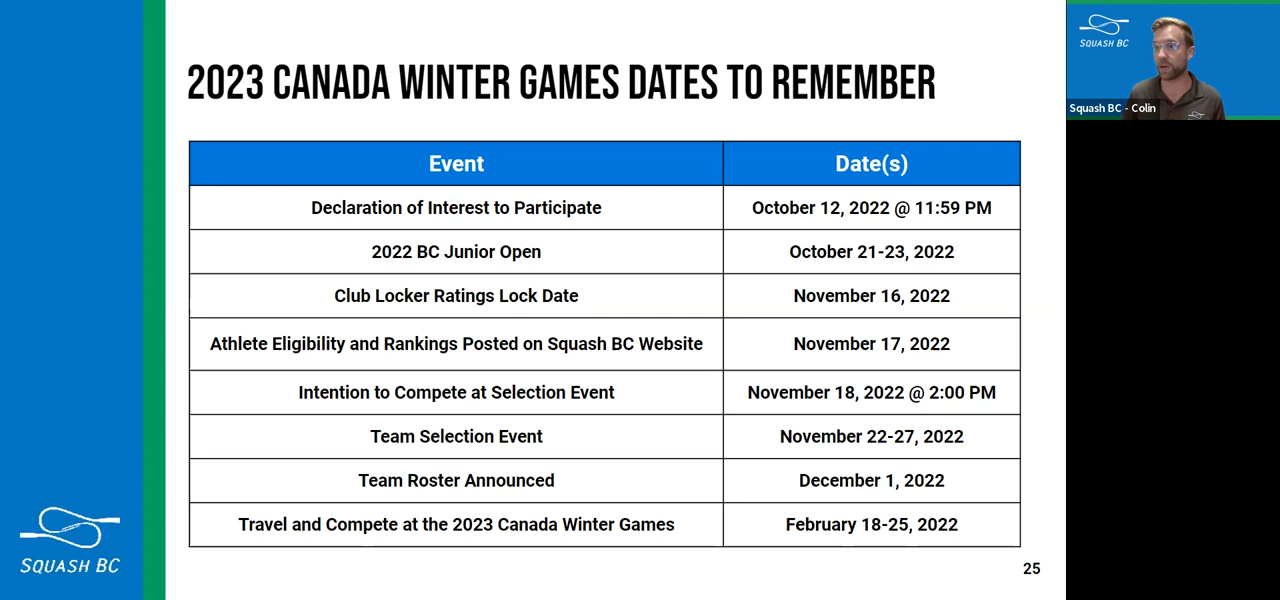 2023 CANADA WINTER GAMES DATES TO REMEMBER
Event Date(s)
Declaration of Interest to Participate October 12, 2022 @ 11:59 PM
2022 BC Junior Open October 21-23, 2022
Club Locker Ratings Lock Date November 16, 2022
Athlete Eligibility and Rankings Posted on Squash BC Website November 17, 2022
Intention to Compete at Selection Event November 18, 2022 @ 2:00 PM
Team Selection Event November 22-27, 2022
Team Roster Announced December 1, 2022
Travel and Compete at the 2023 Canada Winter Games February 18-25, 2022
25
SQUASH BC
SQUASH BC
Squash BC - Colin